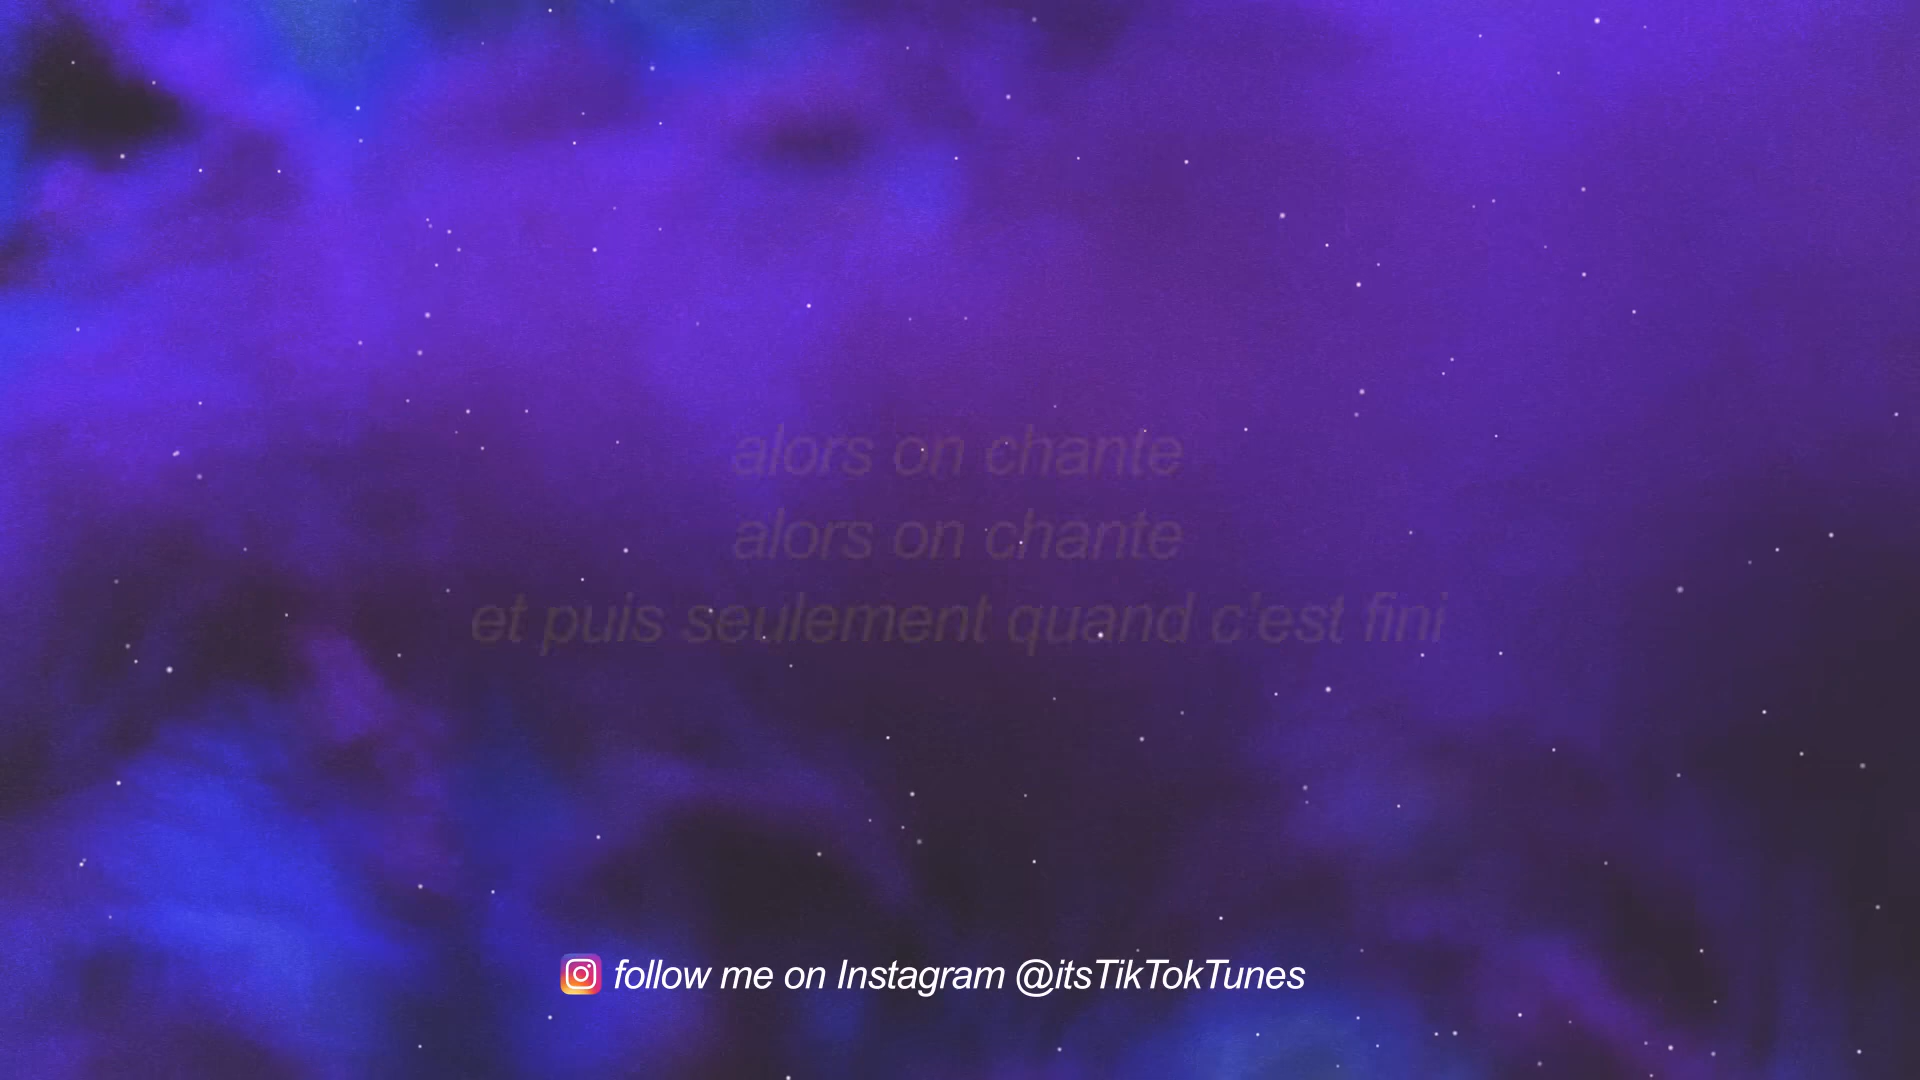 alors on chante
alors on chante
et puis seulement quand c'est fini
follow me on Instagram @itsTikTokTunes